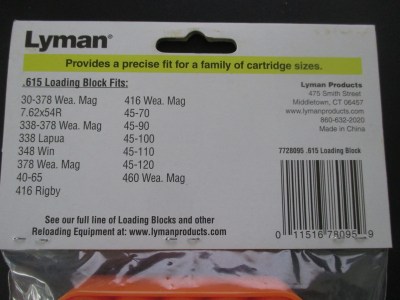 Lyman®
Provides a precise fit for a family of cartridge sizes.
.615 Loading Block Fits:
30-378 Wea. Mag
7.62x54R
338-378 Wea. Mag
338 Lapua
348 Win
378 Wea. Mag
40-65
416 Rigby
416 Wea. Mag
45-70
45-90
45-100
45-110
45-120
460 Wea. Mag
Lyman Products
475 Smith Street
Middletown, CT 06457
www.lymanproducts.com
860-632-2020
Made in China
7728095 .615 Loading Block
0 11516 78095 9
See our full line of Loading Blocks and other
Reloading Equipment at: www.lymanproducts.com